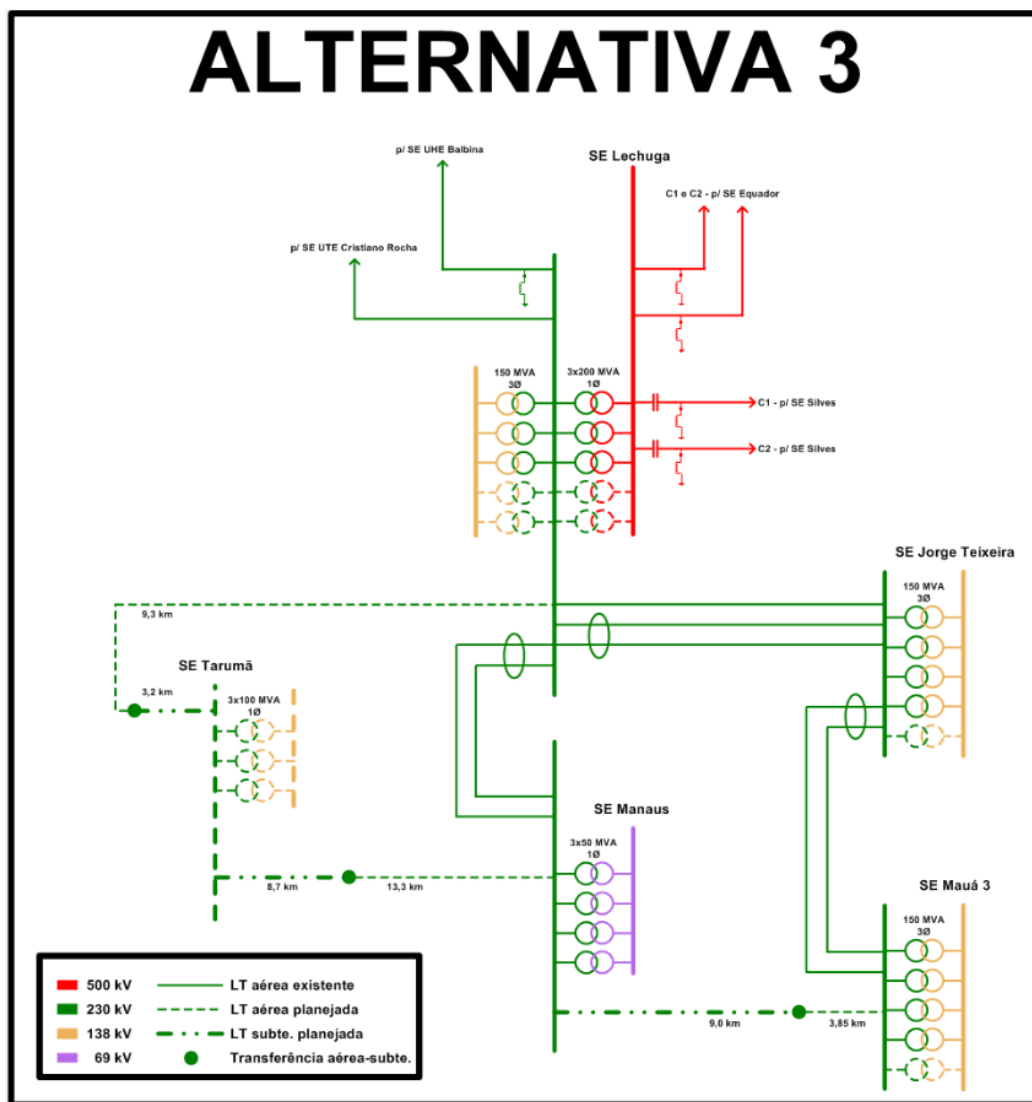 ALTERNATIVA 3
p/ SE UHE Balbina
SE Lechuga
C1 e C2 - p/ SE Equador
p/ SE UTE Cristiano Rocha
150 MVA
3Ø
3x200 MVA
1Ø
C1 - p/ SE Silves
C2 - p/ SE Silves
SE Jorge Teixeira
150 MVA
3Ø
9,3 km
SE Tarumã
3,2 km
3x100 MVA
1Ø
SE Manaus
3x50 MVA
1Ø
8,7 km
13,3 km
SE Mauá 3
150 MVA
3Ø
9,0 km
3,85 km
500 kV
LT aérea existente
230 kV
LT aérea planejada
138 kV
LT subte. planejada
69 kV
Transferência aérea-subte.